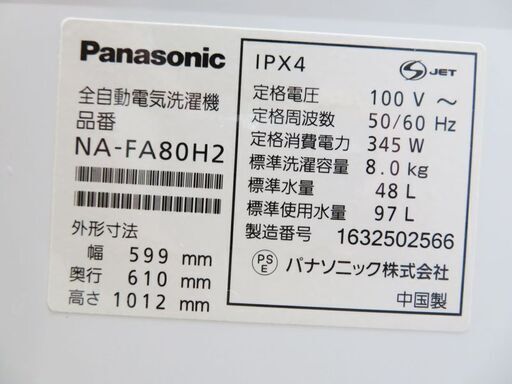 Panasonic
全自動電気洗濯機
品番
NA-FA80H2
外形寸法
幅 599 mm
奥行 610 mm
高さ 1012 mm
IPX4
S JET
定格電圧 100 V ～
定格周波数 50/60 Hz
定格消費電力 345 W
標準洗濯容量 8.0 kg
標準水量 48 L
標準使用水量 97 L
製造番号 1632502566
PS E パナソニック株式会社
中国製